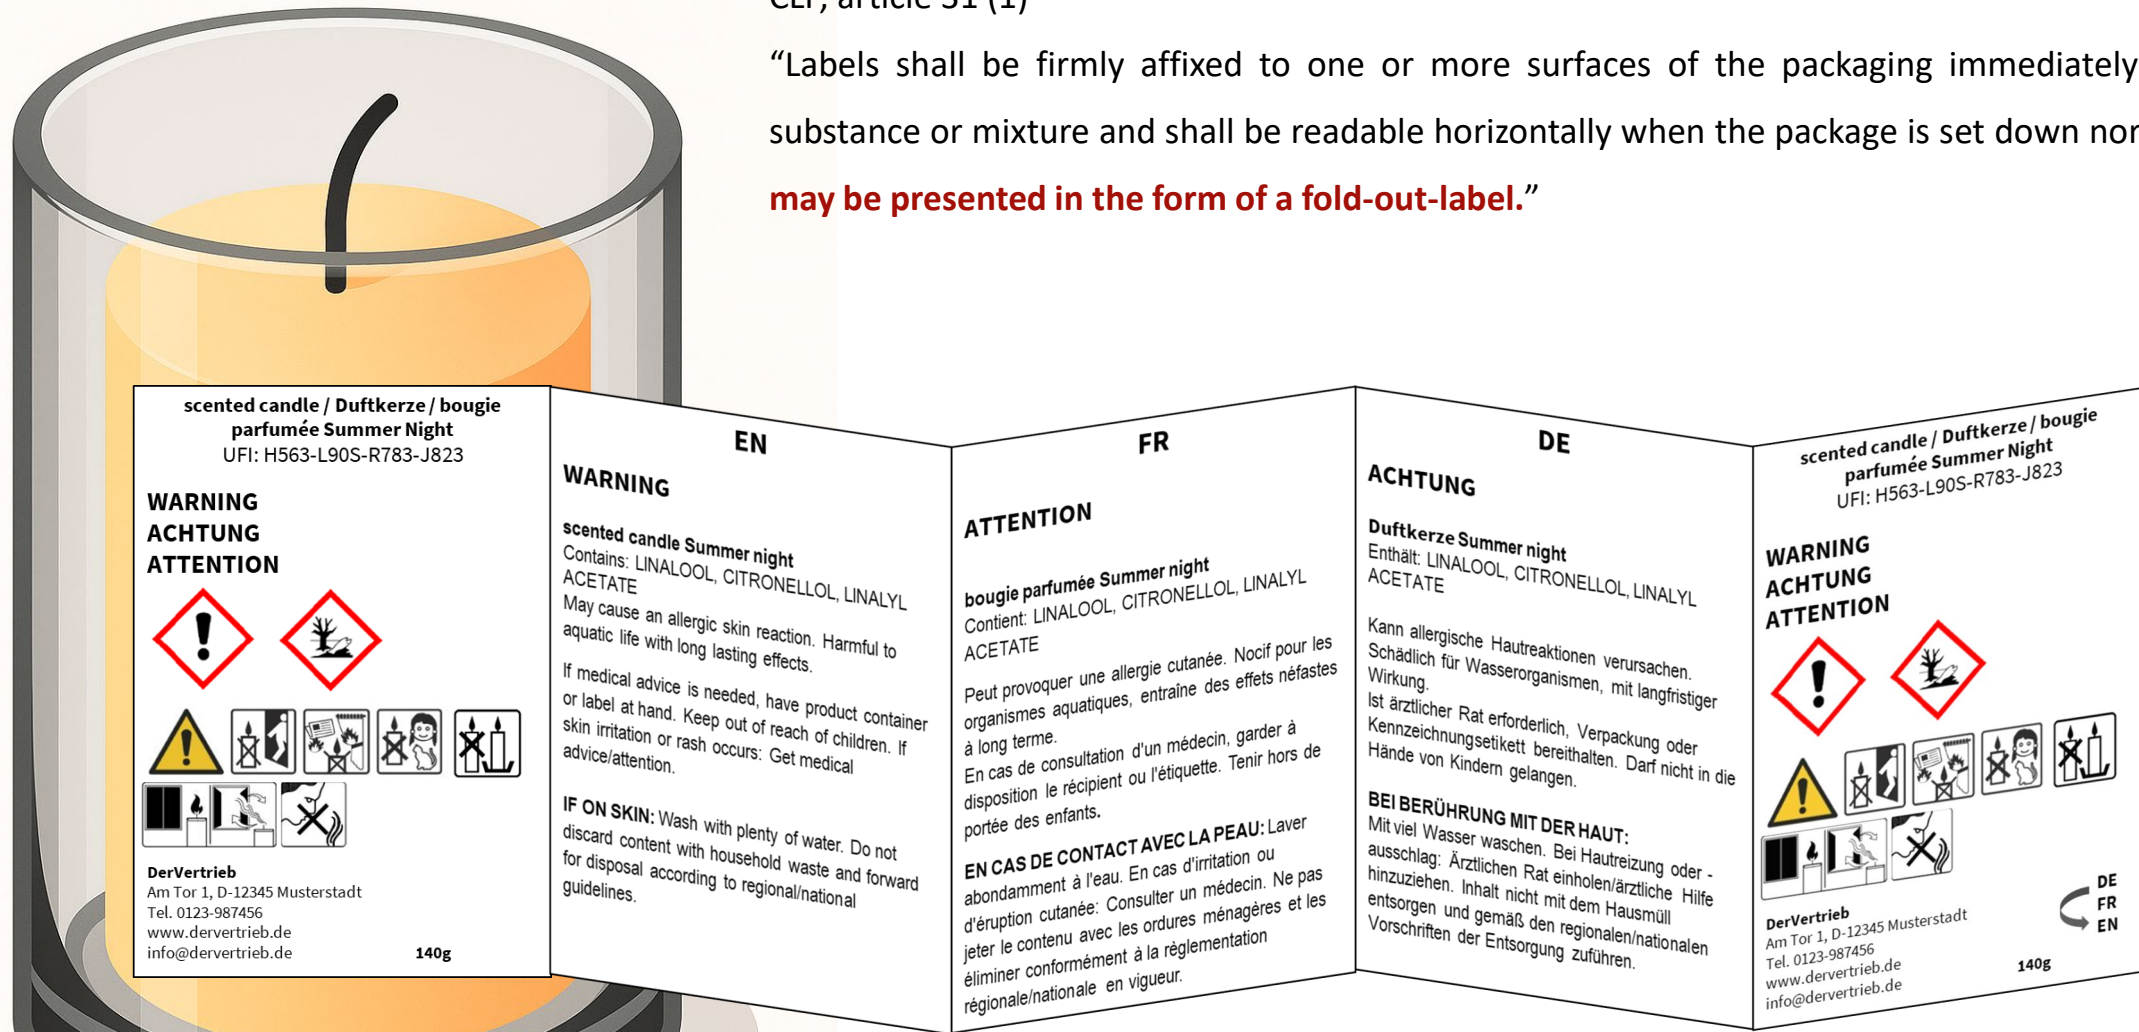 CLP, article 31 (1)
“Labels shall be firmly affixed to one or more surfaces of the packaging immediately
substance or mixture and shall be readable horizontally when the package is set down nor
may be presented in the form of a fold-out-label.”
scented candle / Duftkerze / bougie
parfumée Summer Night
UFI: H563-L90S-R783-J823
WARNING
ACHTUNG
ATTENTION
DerVertrieb
Am Tor 1, D-12345 Musterstadt
Tel. 0123-987456
www.dervertrieb.de
info@dervertrieb.de
140g
EN
WARNING
scented candle Summer night
Contains: LINALOOL, CITRONELLOL, LINALYL
ACETATE
May cause an allergic skin reaction. Harmful to
aquatic life with long lasting effects.
If medical advice is needed, have product container
or label at hand. Keep out of reach of children. If
skin irritation or rash occurs: Get medical
advice/attention.
IF ON SKIN: Wash with plenty of water. Do not
discard content with household waste and forward
for disposal according to regional/national
guidelines.
FR
ATTENTION
bougie parfumée Summer night
Contient: LINALOOL, CITRONELLOL, LINALYL
ACETATE
Peut provoquer une allergie cutanée. Nocif pour les
organismes aquatiques, entraîne des effets néfastes
à long terme.
En cas de consultation d'un médecin, garder à
disposition le récipient ou l'étiquette. Tenir hors de
portée des enfants.
EN CAS DE CONTACT AVEC LA PEAU: Laver
abondamment à l'eau. En cas d'irritation ou
d'éruption cutanée: Consulter un médecin. Ne pas
jeter le contenu avec les ordures ménagères et les
éliminer conformément à la règlementation
régionale/nationale en vigueur.
DE
ACHTUNG
Duftkerze Summer night
Enthält: LINALOOL, CITRONELLOL, LINALYL
ACETATE
Kann allergische Hautreaktionen verursachen.
Schädlich für Wasserorganismen, mit langfristiger
Wirkung.
Ist ärztlicher Rat erforderlich, Verpackung oder
Kennzeichnungsetikett bereithalten. Darf nicht in die
Hände von Kindern gelangen.
BEI BERÜHRUNG MIT DER HAUT:
Mit viel Wasser waschen. Bei Hautreizung oder -
ausschlag: Ärztlichen Rat einholen/ärztliche Hilfe
hinzuziehen. Inhalt nicht mit dem Hausmüll
entsorgen und gemäß den regionalen/nationalen
Vorschriften der Entsorgung zuführen.
scented candle / Duftkerze / bougie
parfumée Summer Night
UFI: H563-L90S-R783-J823
WARNING
ACHTUNG
ATTENTION
DerVertrieb
Am Tor 1, D-12345 Musterstadt
Tel. 0123-987456
www.dervertrieb.de
info@dervertrieb.de
140g
DE
FR
EN